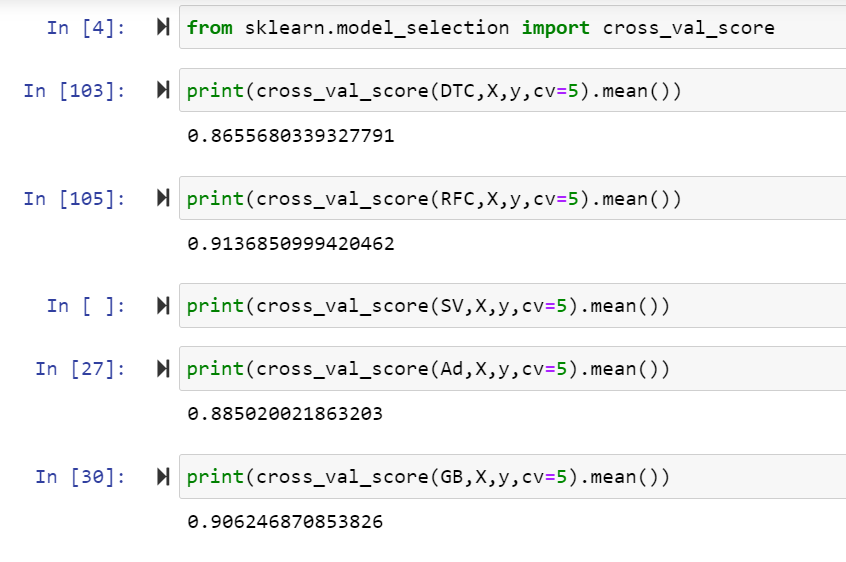 In [4]: from sklearn.model_selection import cross_val_score
In [103]: print(cross_val_score(DTC,X,y,cv=5).mean())
0.8655680339327791
In [105]: print(cross_val_score(RFC,X,y,cv=5).mean())
0.9136850999420462
In [ ]: print(cross_val_score(SV,X,y,cv=5).mean())
In [27]: print(cross_val_score(Ad,X,y,cv=5).mean())
0.885020021863203
In [30]: print(cross_val_score(GB,X,y,cv=5).mean())
0.906246870853826